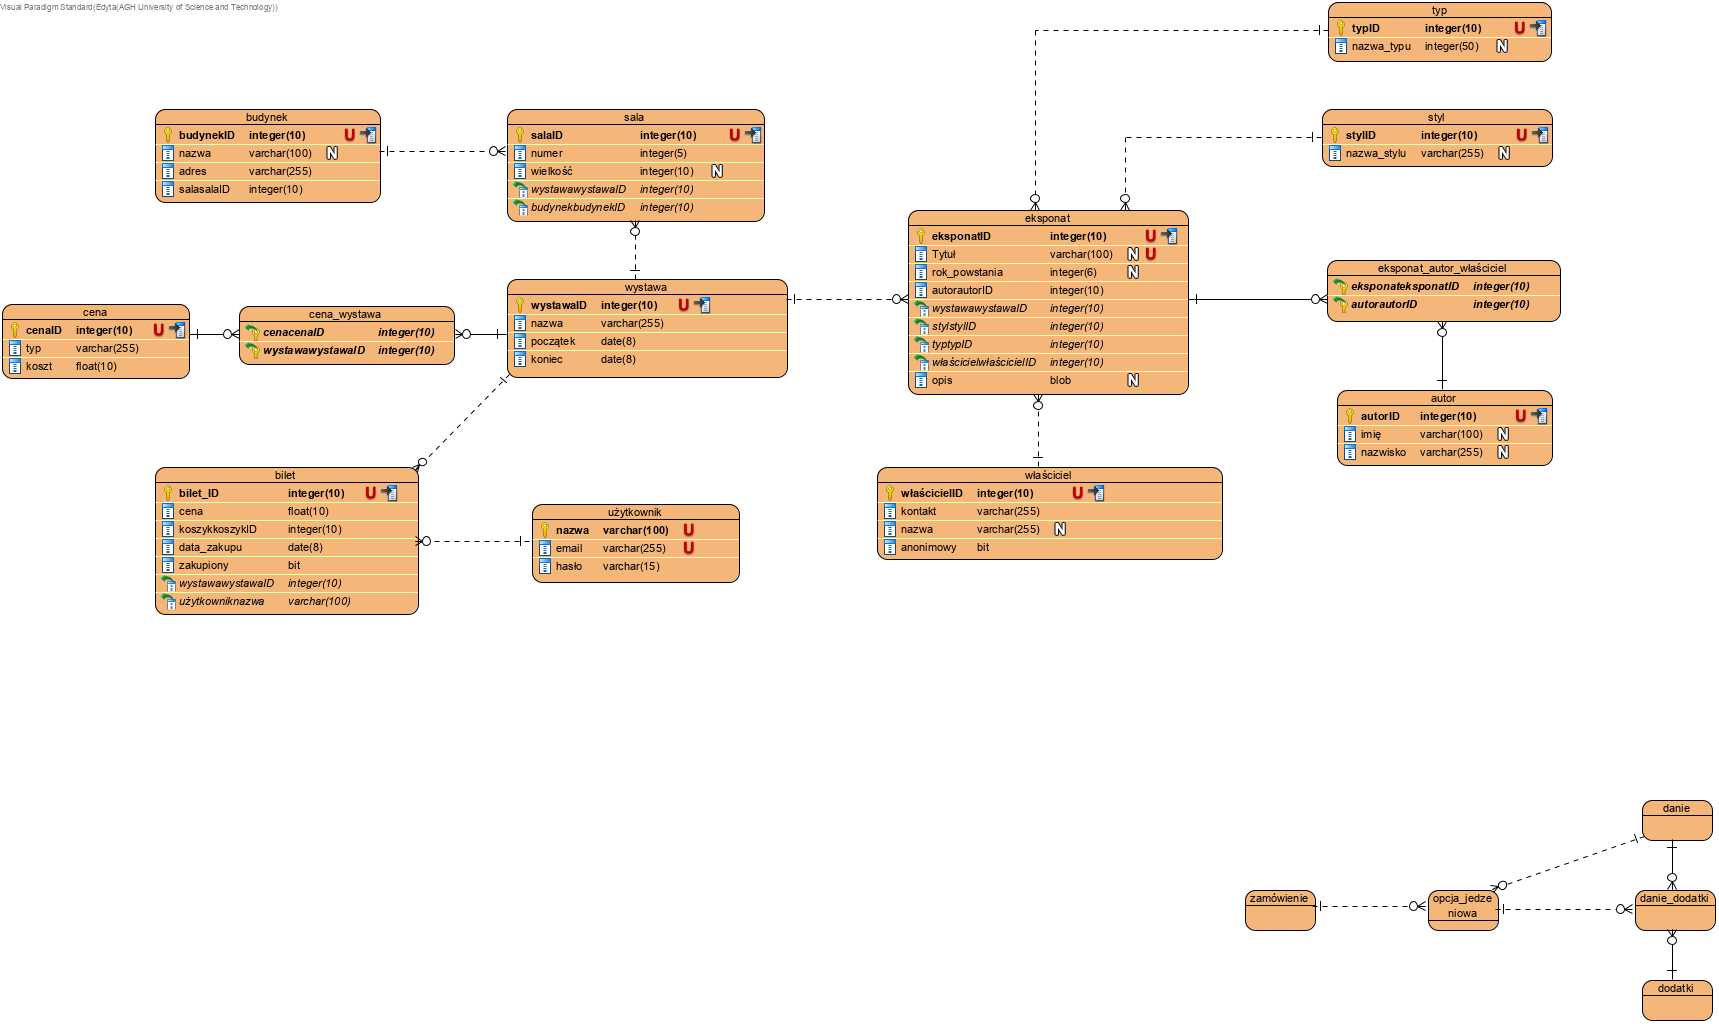 Visual Paradigm Standard(Edyta(AGH University of Science and Technology))
typ
typID integer(10) U
nazwa_typu integer(50) N
styl
stylID integer(10) U
nazwa_stylu varchar(255) N
budynek
budynekID integer(10) U
nazwa varchar(100) N
adres varchar(255)
salasalaID integer(10)
sala
salaID integer(10) U
numer integer(5)
wielkość integer(10) N
wystawawystawaID integer(10)
budynekbudynekID integer(10)
eksponat
eksponatID integer(10) U
Tytuł varchar(100) N U
rok_powstania integer(6) N
autorautorID integer(10)
wystawawystawaID integer(10)
stylstylID integer(10)
typtypID integer(10)
właścicielwłaścicielID integer(10)
opis blob N
eksponat_autor_właściciel
eksponateksponatID integer(10)
autorautorID integer(10)
wystawa
wystawaID integer(10) U
nazwa varchar(255)
początek date(8)
koniec date(8)
cena
cenaID integer(10) U
typ varchar(255)
koszt float(10)
cena_wystawa
cenacenaID integer(10)
wystawawystawaID integer(10)
autor
autorID integer(10) U
imię varchar(100) N
nazwisko varchar(255) N
bilet
bilet_ID integer(10) U
cena float(10)
koszykkoszykID integer(10)
data_zakupu date(8)
zakupiony bit
wystawawystawaID integer(10)
użytkowniknazwa varchar(100)
użytkownik
nazwa varchar(100) U
email varchar(255) U
hasło varchar(15)
właściciel
właścicielID integer(10) U
kontakt varchar(255)
nazwa varchar(255) N
anonimowy bit
danie
zamówienie
opcja_jedze
niowa
danie_dodatki
dodatki